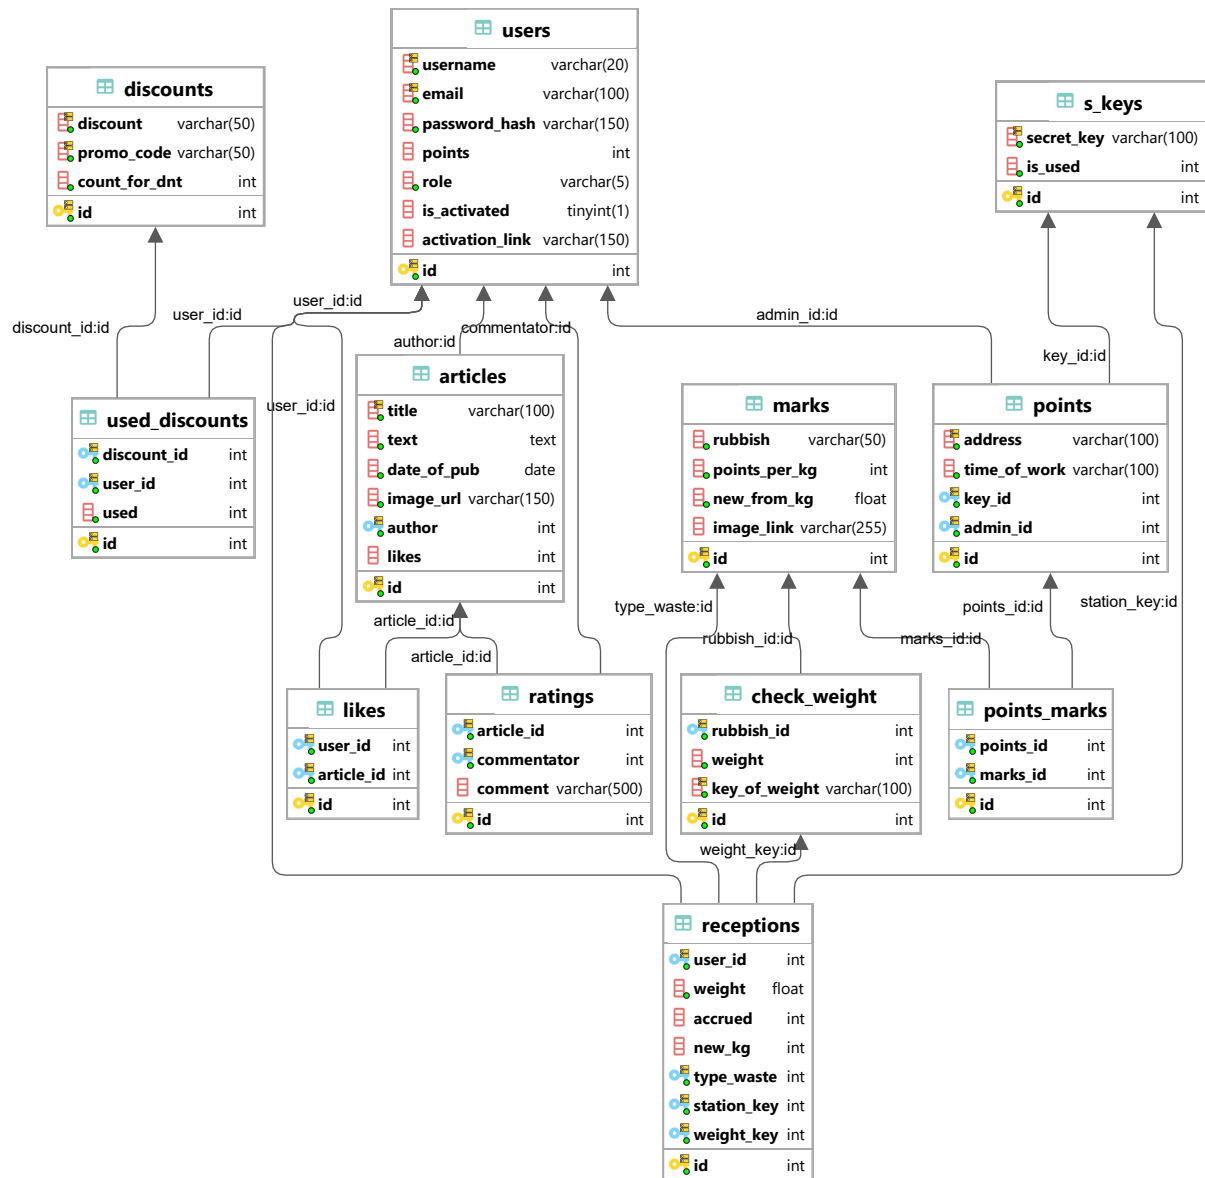 users
username varchar(20)
email varchar(100)
password_hash varchar(150)
points int
role varchar(5)
is_activated tinyint(1)
activation_link varchar(150)
id int
discounts
discount varchar(50)
promo_code varchar(50)
count_for_dnt int
id int
s_keys
secret_key varchar(100)
is_used int
id int
discount_id:id
user_id:id
user_id:id
author:id
commentator:id
admin_id:id
key_id:id
user_id:id
used_discounts
discount_id int
user_id int
used int
id int
articles
title varchar(100)
text text
date_of_pub date
image_url varchar(150)
author int
likes int
id int
marks
rubbish varchar(50)
points_per_kg int
new_from_kg float
image_link varchar(255)
id int
points
address varchar(100)
time_of_work varchar(100)
key_id int
admin_id int
id int
article_id:id
article_id:id
type_waste:id
rubbish_id:id
marks_id:id
points_id:id
station_key:id
likes
user_id int
article_id int
id int
ratings
article_id int
commentator int
comment varchar(500)
id int
check_weight
rubbish_id int
weight int
key_of_weight varchar(100)
id int
points_marks
points_id int
marks_id int
id int
weight_key:id
receptions
user_id int
weight float
accrued int
new_kg int
type_waste int
station_key int
weight_key int
id int